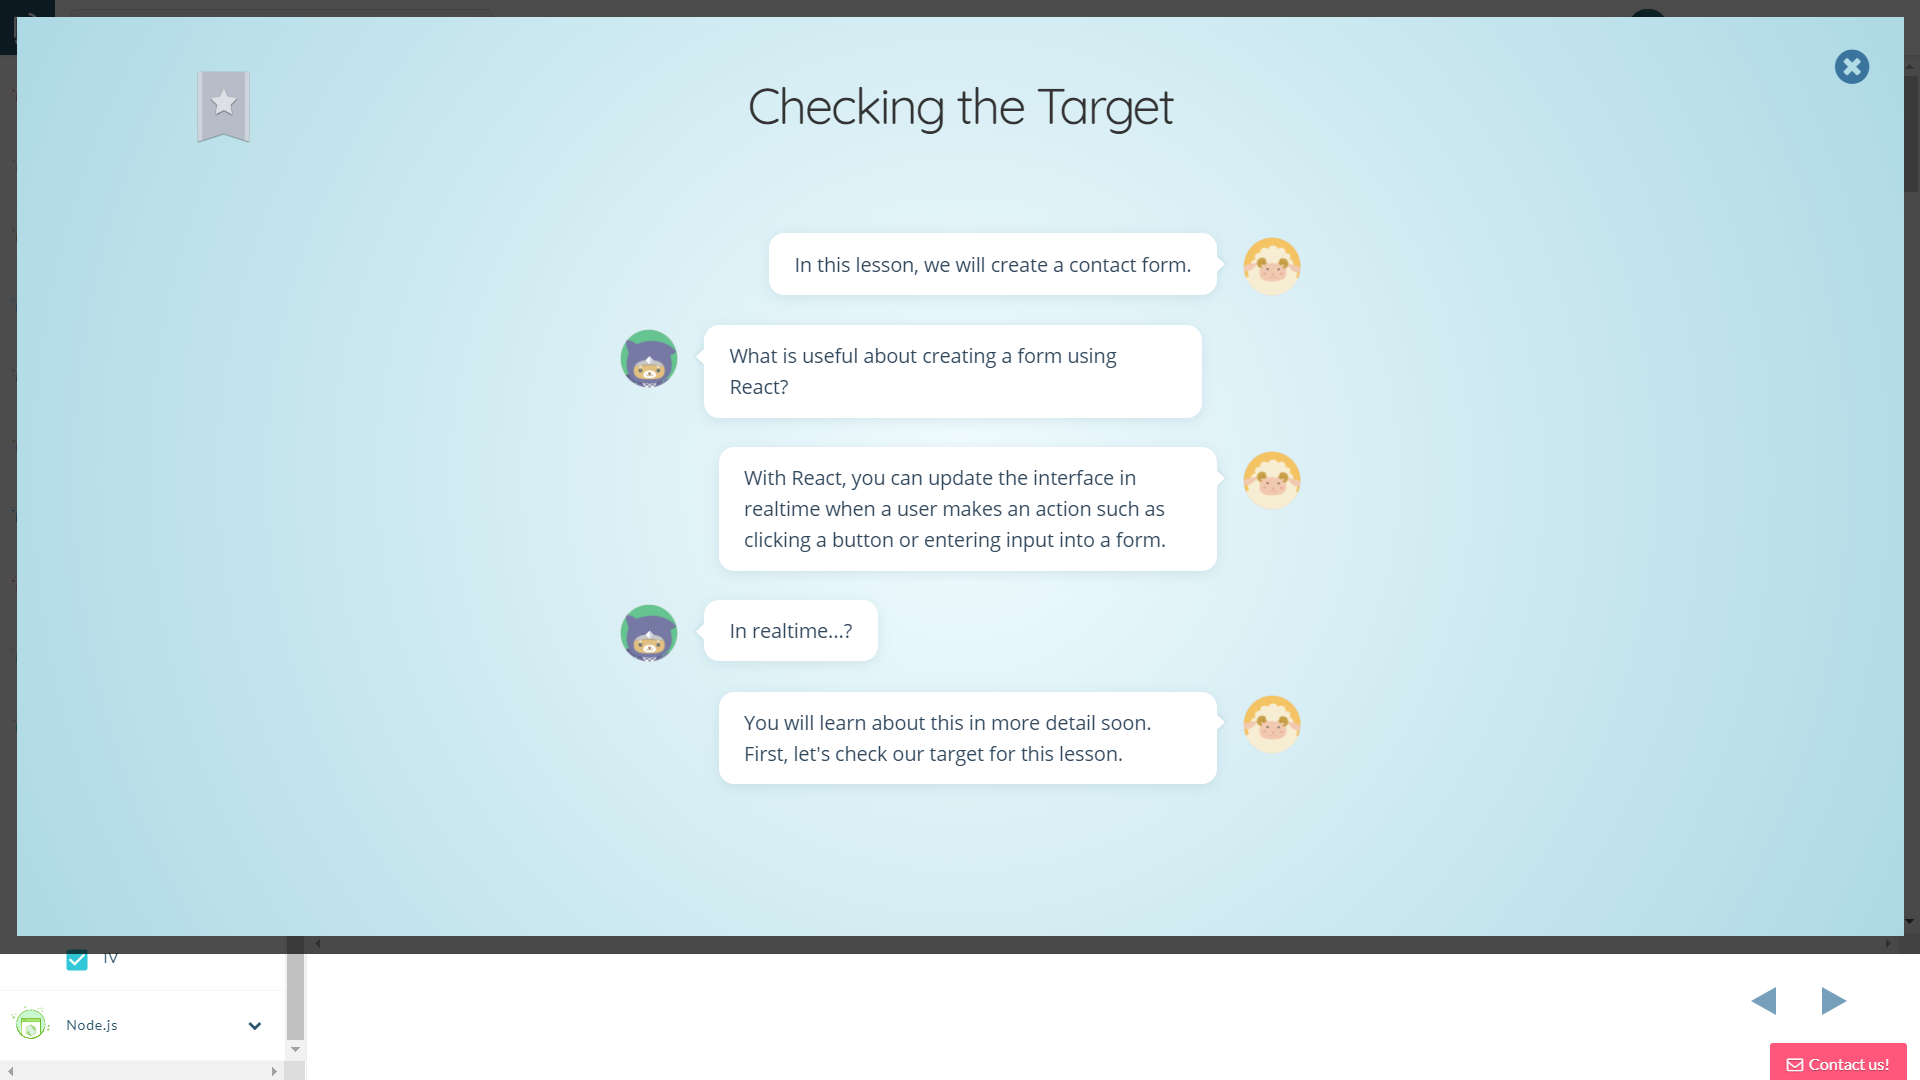 Checking the Target
In this lesson, we will create a contact form.
What is useful about creating a form using
React?
With React, you can update the interface in
realtime when a user makes an action such as
clicking a button or entering input into a form.
In realtime...?
You will learn about this in more detail soon.
First, let's check our target for this lesson.
IV
Node.js
Contact us!